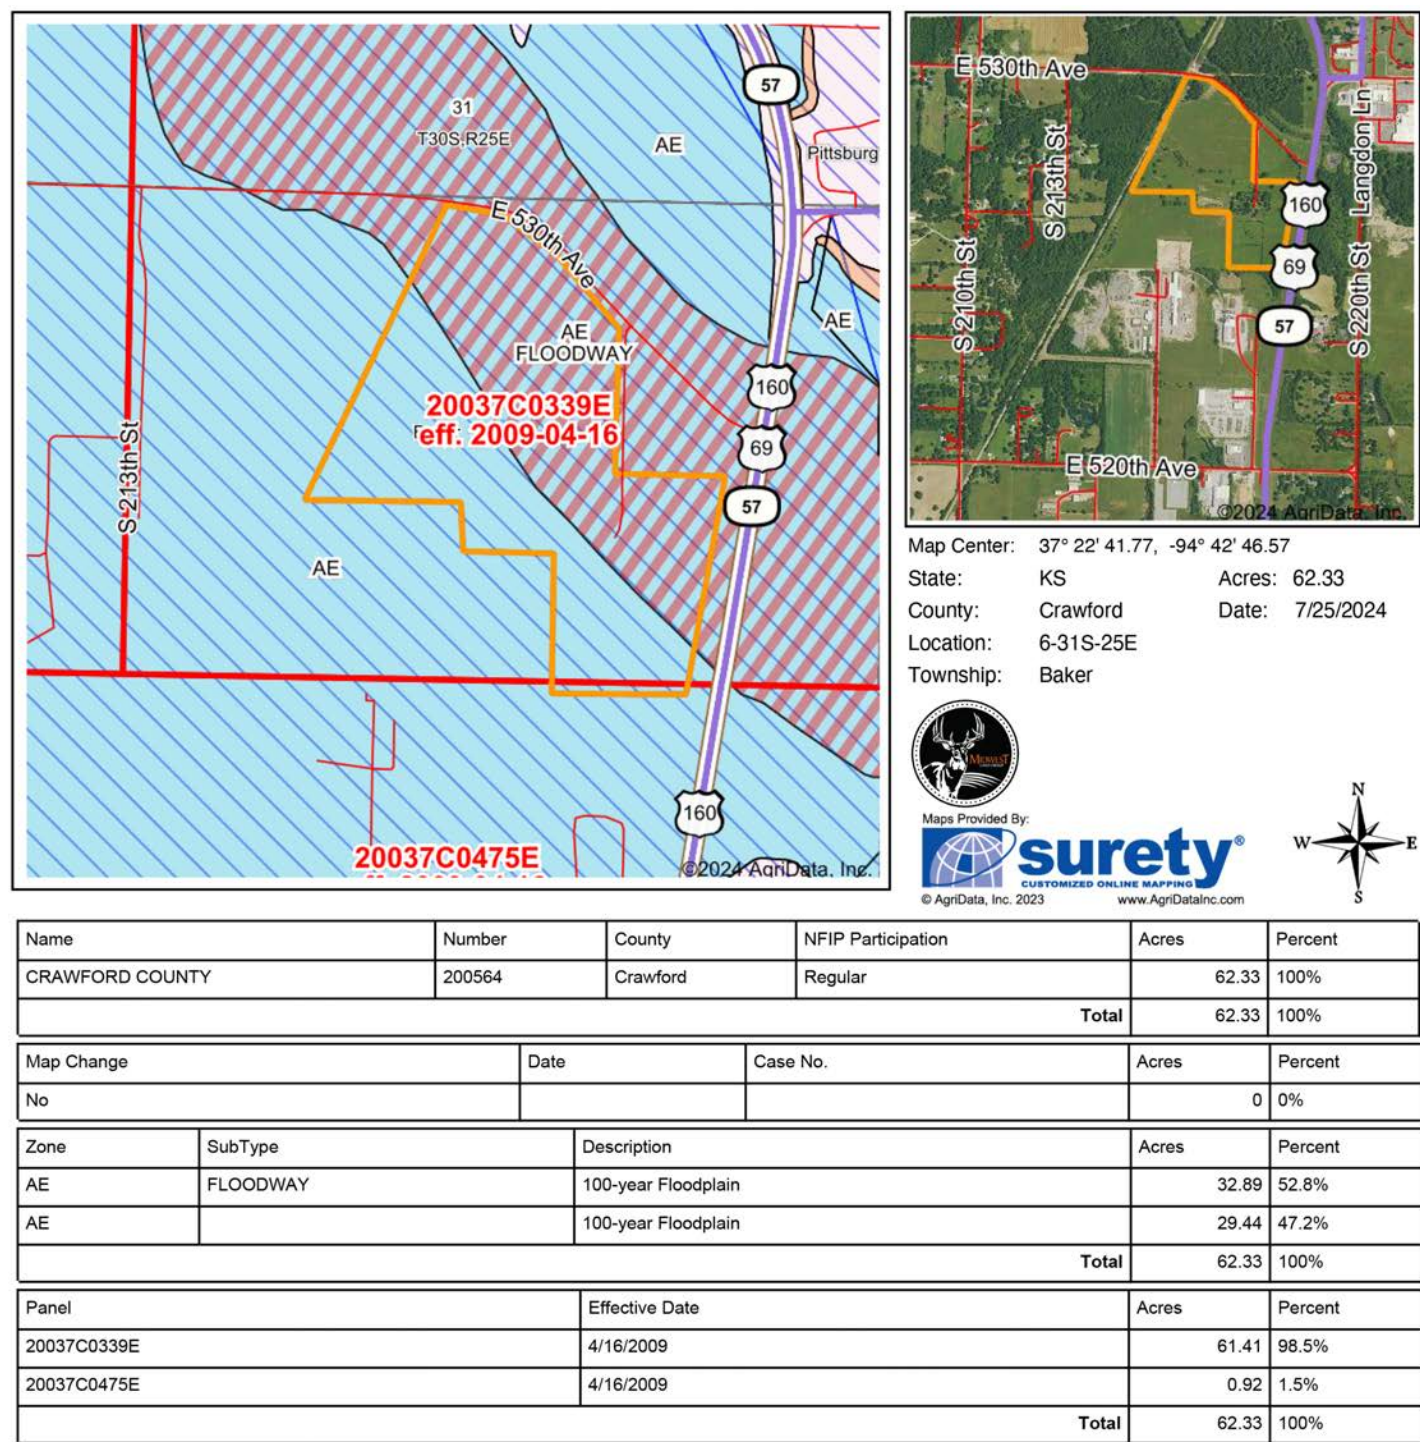 31
T30S,R25E
57
AE
Pittsburg
E 530th Ave
AE
FLOODWAY
AE
20037C0339E
eff. 2009-04-16
160
69
57
S 213th St
AE
160
20037C0475E
©2024 AgriData, Inc.
E 530th Ave
S 213th St
Langdon Ln
160
69
57
S 210th St
S 220th St
E 520th Ave
©2024 AgriData, Inc.
Map Center: 37° 22' 41.77, -94° 42' 46.57
State: KS Acres: 62.33
County: Crawford Date: 7/25/2024
Location: 6-31S-25E
Township: Baker
MIDWEST
Maps Provided By:
surety®
CUSTOMIZED ONLINE MAPPING
© AgriData, Inc. 2023 www.AgriDataInc.com
N
W E
S
Name Number County NFIP Participation Acres Percent
CRAWFORD COUNTY 200564 Crawford Regular 62.33 100%
Total 62.33 100%
Map Change Date Case No. Acres Percent
No 0 0%
Zone SubType Description Acres Percent
AE FLOODWAY 100-year Floodplain 32.89 52.8%
AE 100-year Floodplain 29.44 47.2%
Total 62.33 100%
Panel Effective Date Acres Percent
20037C0339E 4/16/2009 61.41 98.5%
20037C0475E 4/16/2009 0.92 1.5%
Total 62.33 100%